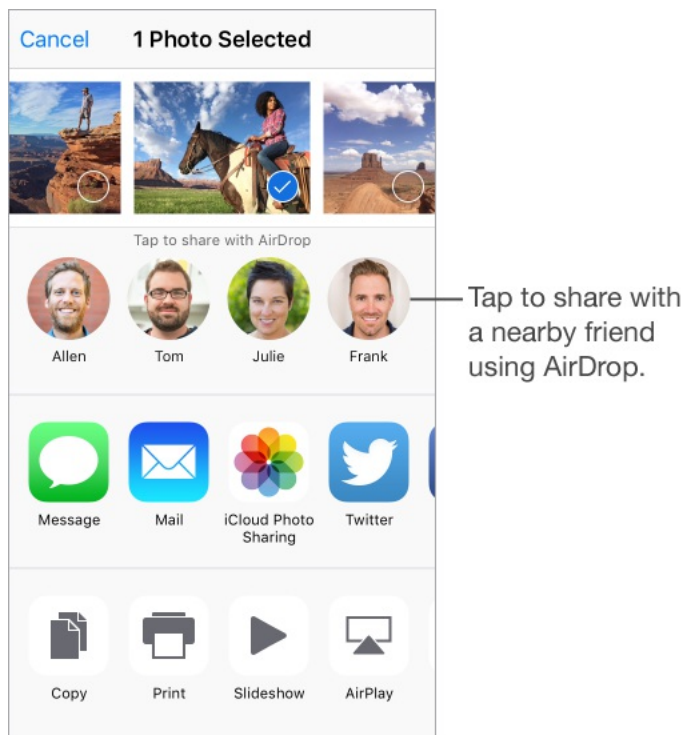 Cancel
1 Photo Selected
Tap to share with AirDrop
Allen
Tom
Julie
Frank
Tap to share with
a nearby friend
using AirDrop.
Message
Mail
iCloud Photo
Sharing
Twitter
Copy
Print
Slideshow
AirPlay